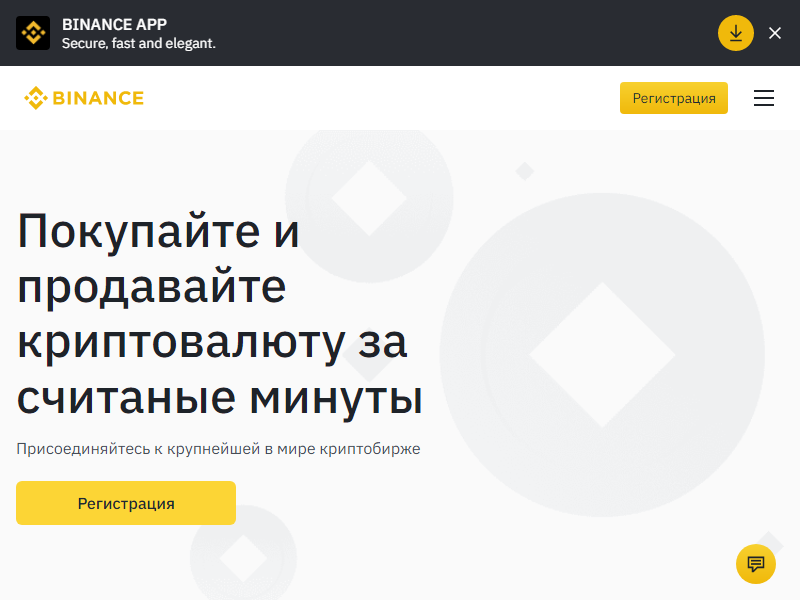 BINANCE APP
Secure, fast and elegant.
BINANCE
Регистрация
Покупайте и
продавайте
криптовалюту за
считаные минуты
Присоединяйтесь к крупнейшей в мире криптобирже
Регистрация